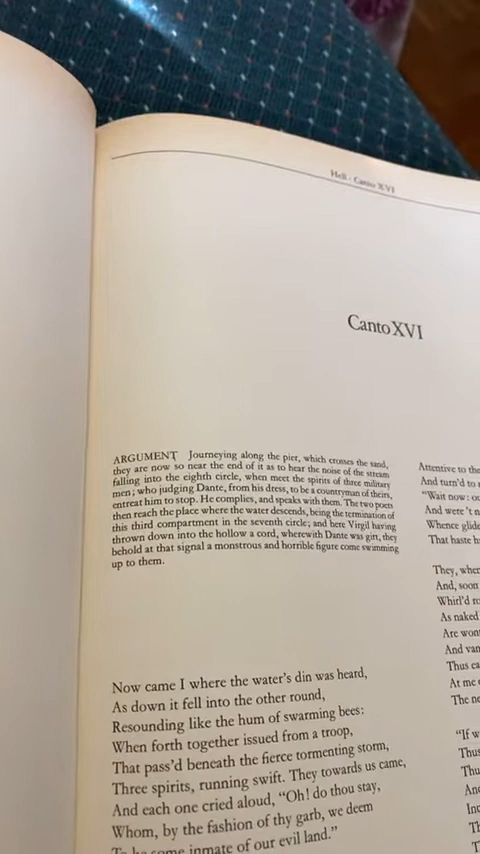 Hell - Canto XVI
Canto XVI
ARGUMENT Journeying along the pier, which crosses the sand,
they are now so near the end of it as to hear the noise of the stream
falling into the eighth circle, when meet the spirits of three military
men; who judging Dante, from his dress, to be a countryman of theirs,
entreat him to stop. He complies, and speaks with them. The two poets
then reach the place where the water descends, being the termination of
this third compartment in the seventh circle; and here Virgil having
thrown down into the hollow a cord, wherewith Dante was girt, they
behold at that signal a monstrous and horrible figure come swimming
up to them.
Now came I where the water's din was heard,
As down it fell into the other round,
Resounding like the hum of swarming bees:
When forth together issued from a troop,
That pass'd beneath the fierce tormenting storm,
Three spirits, running swift. They towards us came,
And each one cried aloud, “Oh! do thou stay,
Whom, by the fashion of thy garb, we deem
To be some inmate of our evil land.”
Attentive to the
And turn'd to
“Wait now:
And were't
Whence
That haste
They,
And, soon
Whirl'd
As naked
Are
And
Thus
At me
The
“If
Thus